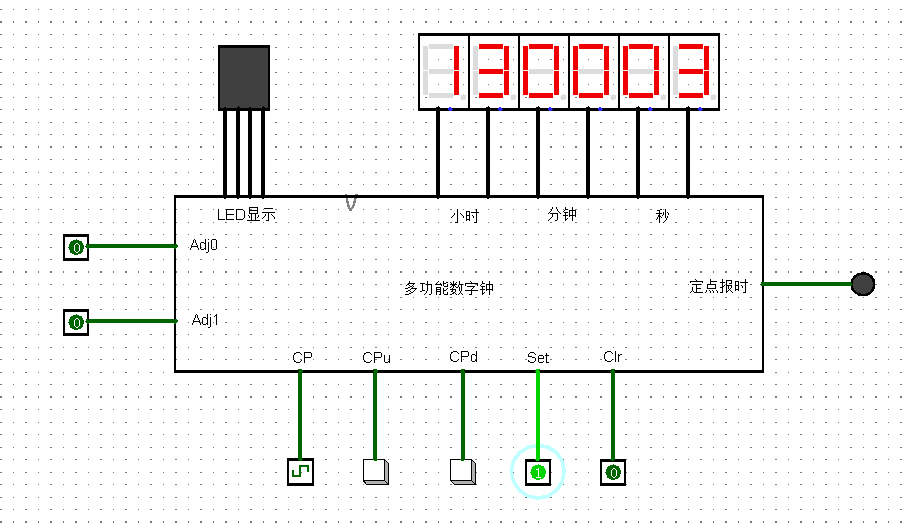 130003
LED显示
小时
分钟
秒
0
Adj0
多功能数字钟
定点报时
0
Adj1
CP
CPu
CPd
Set
Clr
1
0